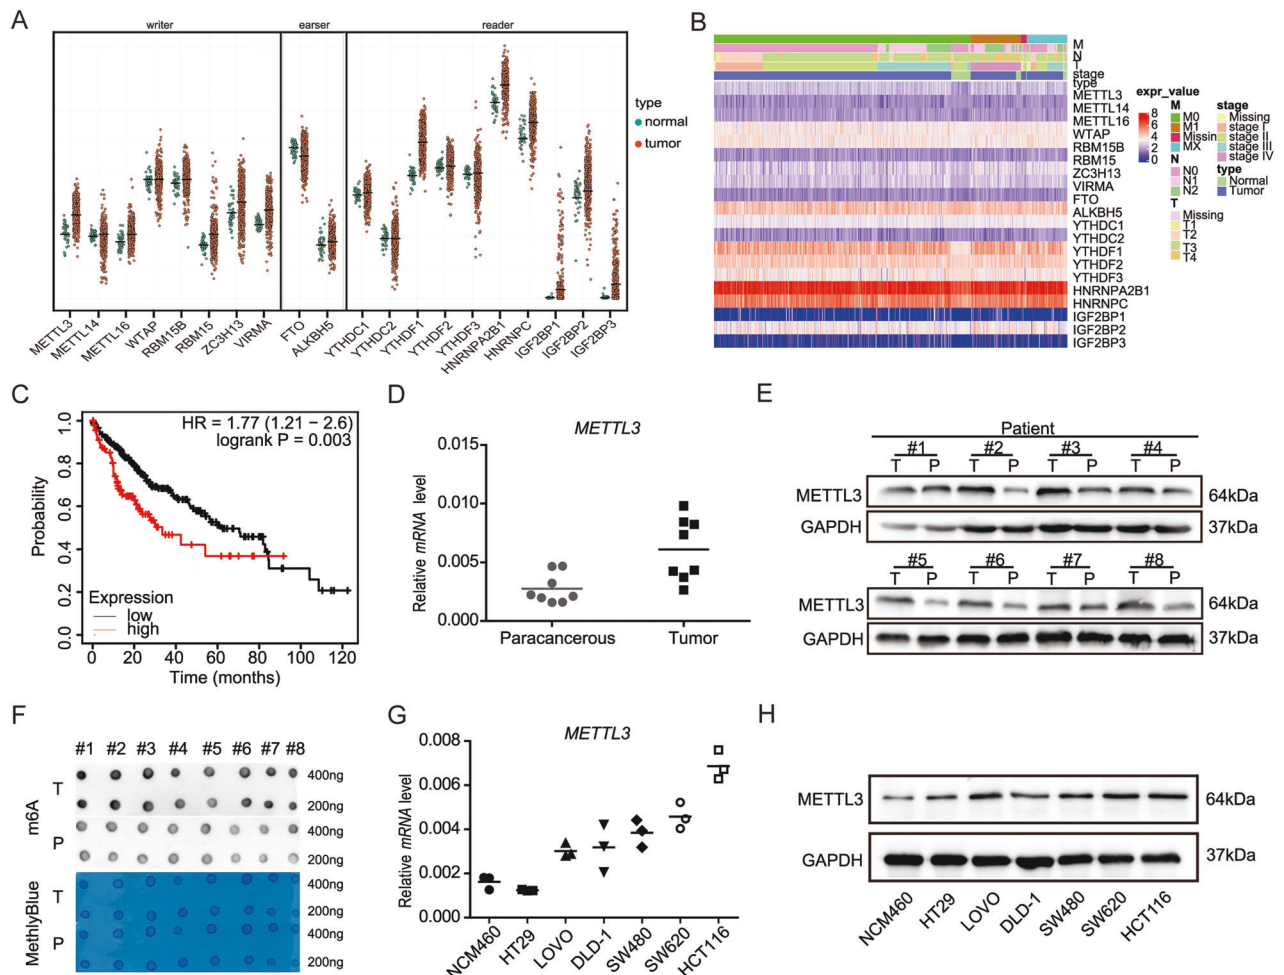 A
writer
earser
reader
type
normal
tumor
METTL3
METTL14
METTL16
WTAP
RBM15B
RBM15
ZC3H13
VIRMA
FTO
ALKBH5
YTHDC1
YTHDC2
YTHDF1
YTHDF2
YTHDF3
HNRNPA2B1
HNRNPC
IGF2BP1
IGF2BP2
IGF2BP3
B
M
N
T
stage
type
METTL3
METTL14
METTL16
WTAP
RBM15B
RBM15
ZC3H13
VIRMA
FTO
ALKBH5
YTHDC1
YTHDC2
YTHDF1
YTHDF2
YTHDF3
HNRNPA2B1
HNRNPC
IGF2BP1
IGF2BP2
IGF2BP3
expr_value
8
6
4
2
0
M
M0
M1
Missin
MX
N
N0
N1
N2
T
Missing
T1
T2
T3
T4
stage
Missing
stage I
stage II
stage III
stage IV
type
Normal
Tumor
C
HR = 1.77 (1.21 − 2.6)
logrank P = 0.003
Probability
1.0
0.8
0.6
0.4
0.2
0.0
Expression
low
high
0 20 40 60 80 100 120
Time (months)
D
METTL3
Relative mRNA level
0.015
0.010
0.005
0.000
Paracancerous Tumor
E
Patient
#1 #2 #3 #4
T P T P T P T P
METTL3 64kDa
GAPDH 37kDa
#5 #6 #7 #8
T P T P T P T P
METTL3 64kDa
GAPDH 37kDa
F
#1 #2 #3 #4 #5 #6 #7 #8
m6A
T
400ng
200ng
P
400ng
200ng
MethlyBlue
T
400ng
200ng
P
400ng
200ng
G
METTL3
Relative mRNA level
0.008
0.006
0.004
0.002
0.000
NCM460
HT29
LOVO
DLD-1
SW480
SW620
HCT116
H
METTL3 64kDa
GAPDH 37kDa
NCM460
HT29
LOVO
DLD-1
SW480
SW620
HCT116